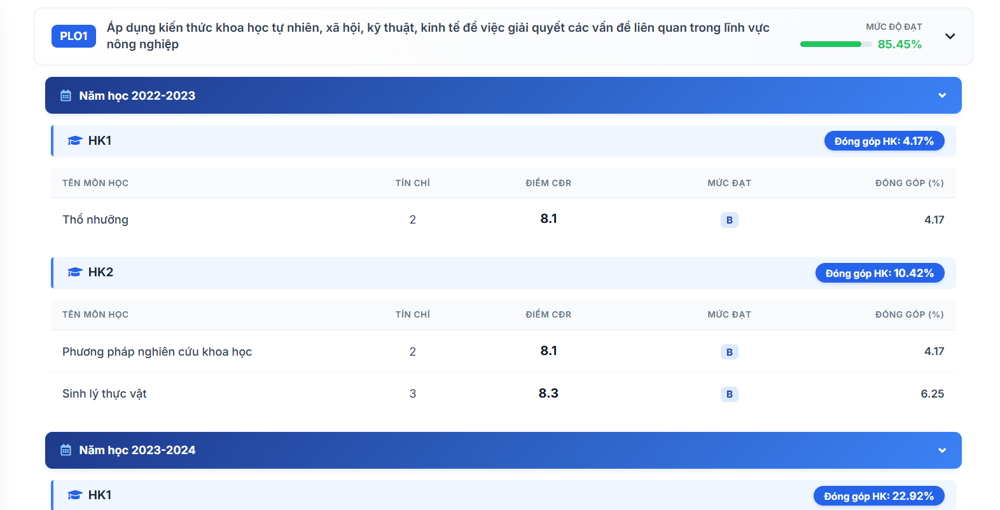 PLO1
Áp dụng kiến thức khoa học tự nhiên, xã hội, kỹ thuật, kinh tế để việc giải quyết các vấn đề liên quan trong lĩnh vực
nông nghiệp
MỨC ĐỘ ĐẠT
85.45%
Năm học 2022-2023
HK1
Đóng góp HK: 4.17%
TÊN MÔN HỌC TÍN CHỈ ĐIỂM CĐR MỨC ĐẠT ĐÓNG GÓP (%)
Thổ nhưỡng 2 8.1 B 4.17
HK2
Đóng góp HK: 10.42%
TÊN MÔN HỌC TÍN CHỈ ĐIỂM CĐR MỨC ĐẠT ĐÓNG GÓP (%)
Phương pháp nghiên cứu khoa học 2 8.1 B 4.17
Sinh lý thực vật 3 8.3 B 6.25
Năm học 2023-2024
HK1
Đóng góp HK: 22.92%